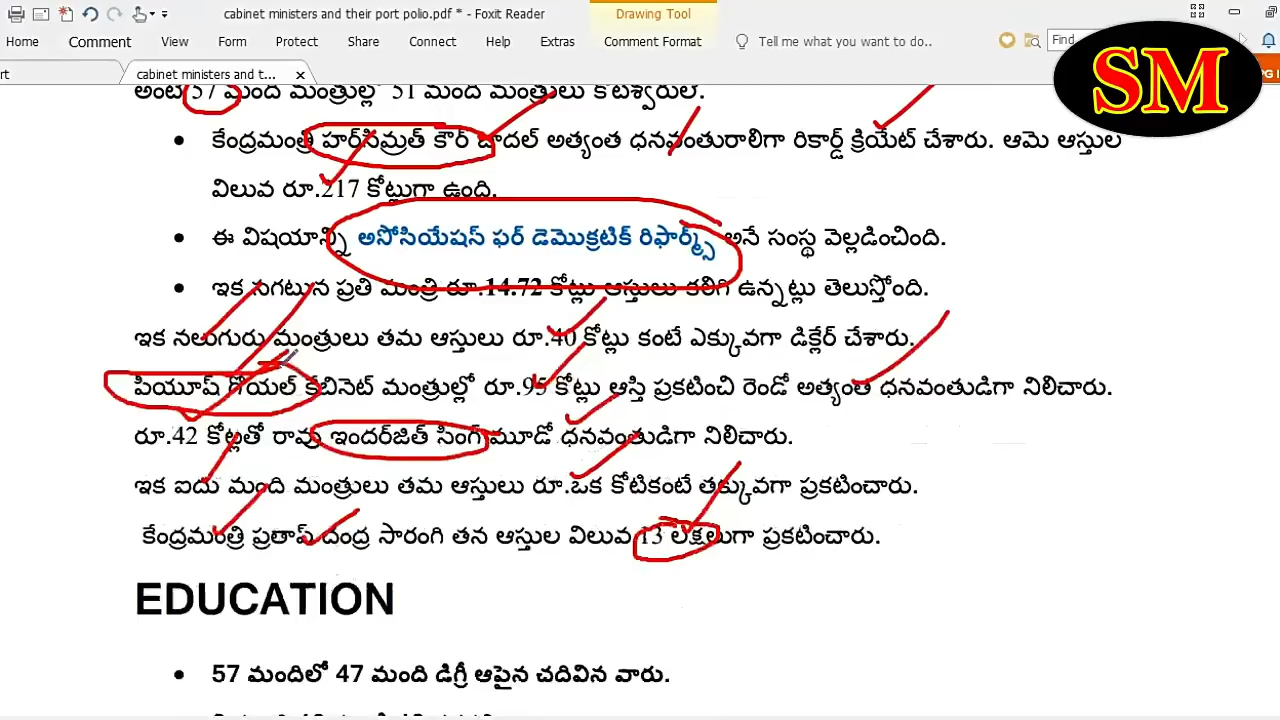 cabinet ministers and their port polio.pdf * - Foxit Reader
Drawing Tool
Home Comment View Form Protect Share Connect Help Extras Comment Format Tell me what you want to do.. Find
rt cabinet ministers and t... × PG I
SM
అంటే 57 మంది మంత్రుల్లో 51 మంది మంత్రులు కోటీశ్వరులే.
• కేంద్రమంత్రి హర్‌సిమ్రత్ కౌర్ బాదల్ అత్యంత ధనవంతురాలిగా రికార్డ్ క్రియేట్ చేశారు. ఆమె ఆస్తుల
విలువ రూ.217 కోట్లుగా ఉంది.
• ఈ విషయాన్ని అసోసియేషస్ ఫర్ డెమొక్రటిక్ రిఫార్మ్స్ అనే సంస్థ వెల్లడించింది.
• ఇక సగటున ప్రతి మంత్రి రూ.14.72 కోట్లు ఆస్తులు కలిగి ఉన్నట్లు తెలుస్తోంది.
ఇక నలుగురు మంత్రులు తమ ఆస్తులు రూ.40 కోట్లు కంటే ఎక్కువగా డిక్లేర్ చేశారు.
పియూష్ గోయల్ కేబినెట్ మంత్రుల్లో రూ.95 కోట్లు ఆస్తి ప్రకటించి రెండో అత్యంత ధనవంతుడిగా నిలిచారు.
రూ.42 కోట్లతో రావు ఇందర్‌జిత్ సింగ్ మూడో ధనవంతుడిగా నిలిచారు.
ఇక ఐదు మంది మంత్రులు తమ ఆస్తులు రూ.ఒక కోటికంటే తక్కువగా ప్రకటించారు.
కేంద్రమంత్రి ప్రతాప్ చంద్ర సారంగి తన ఆస్తుల విలువ 13 లక్షలుగా ప్రకటించారు.
EDUCATION
• 57 మందిలో 47 మంది డిగ్రీ ఆపైన చదివిన వారు.